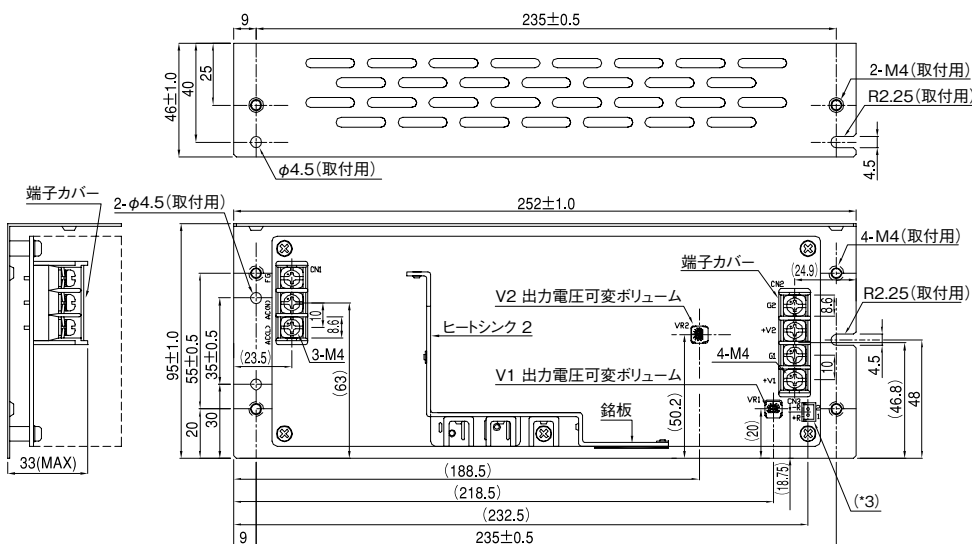 9
235±0.5
46±1.0
40
25
2-M4(取付用)
R2.25(取付用)
4.5
φ4.5(取付用)
端子カバー
2-φ4.5(取付用)
252±1.0
4-M4(取付用)
端子カバー
(24.9)
CN1
CN2
FG
AC(N)
AC(L)
10
8.6
3-M4
(23.5)
(63)
V2 出力電圧可変ボリューム
VR2
ヒートシンク 2
G2
+V2
G1
+V1
8.6
10
R2.25(取付用)
4.5
4-M4
V1 出力電圧可変ボリューム
VR1
CN3
+R
銘板
95±1.0
55±0.5
35±0.5
20
30
(50.2)
(20)
(18.75)
(46.8)
48
33(MAX)
(188.5)
(218.5)
(232.5)
(*3)
9
235±0.5